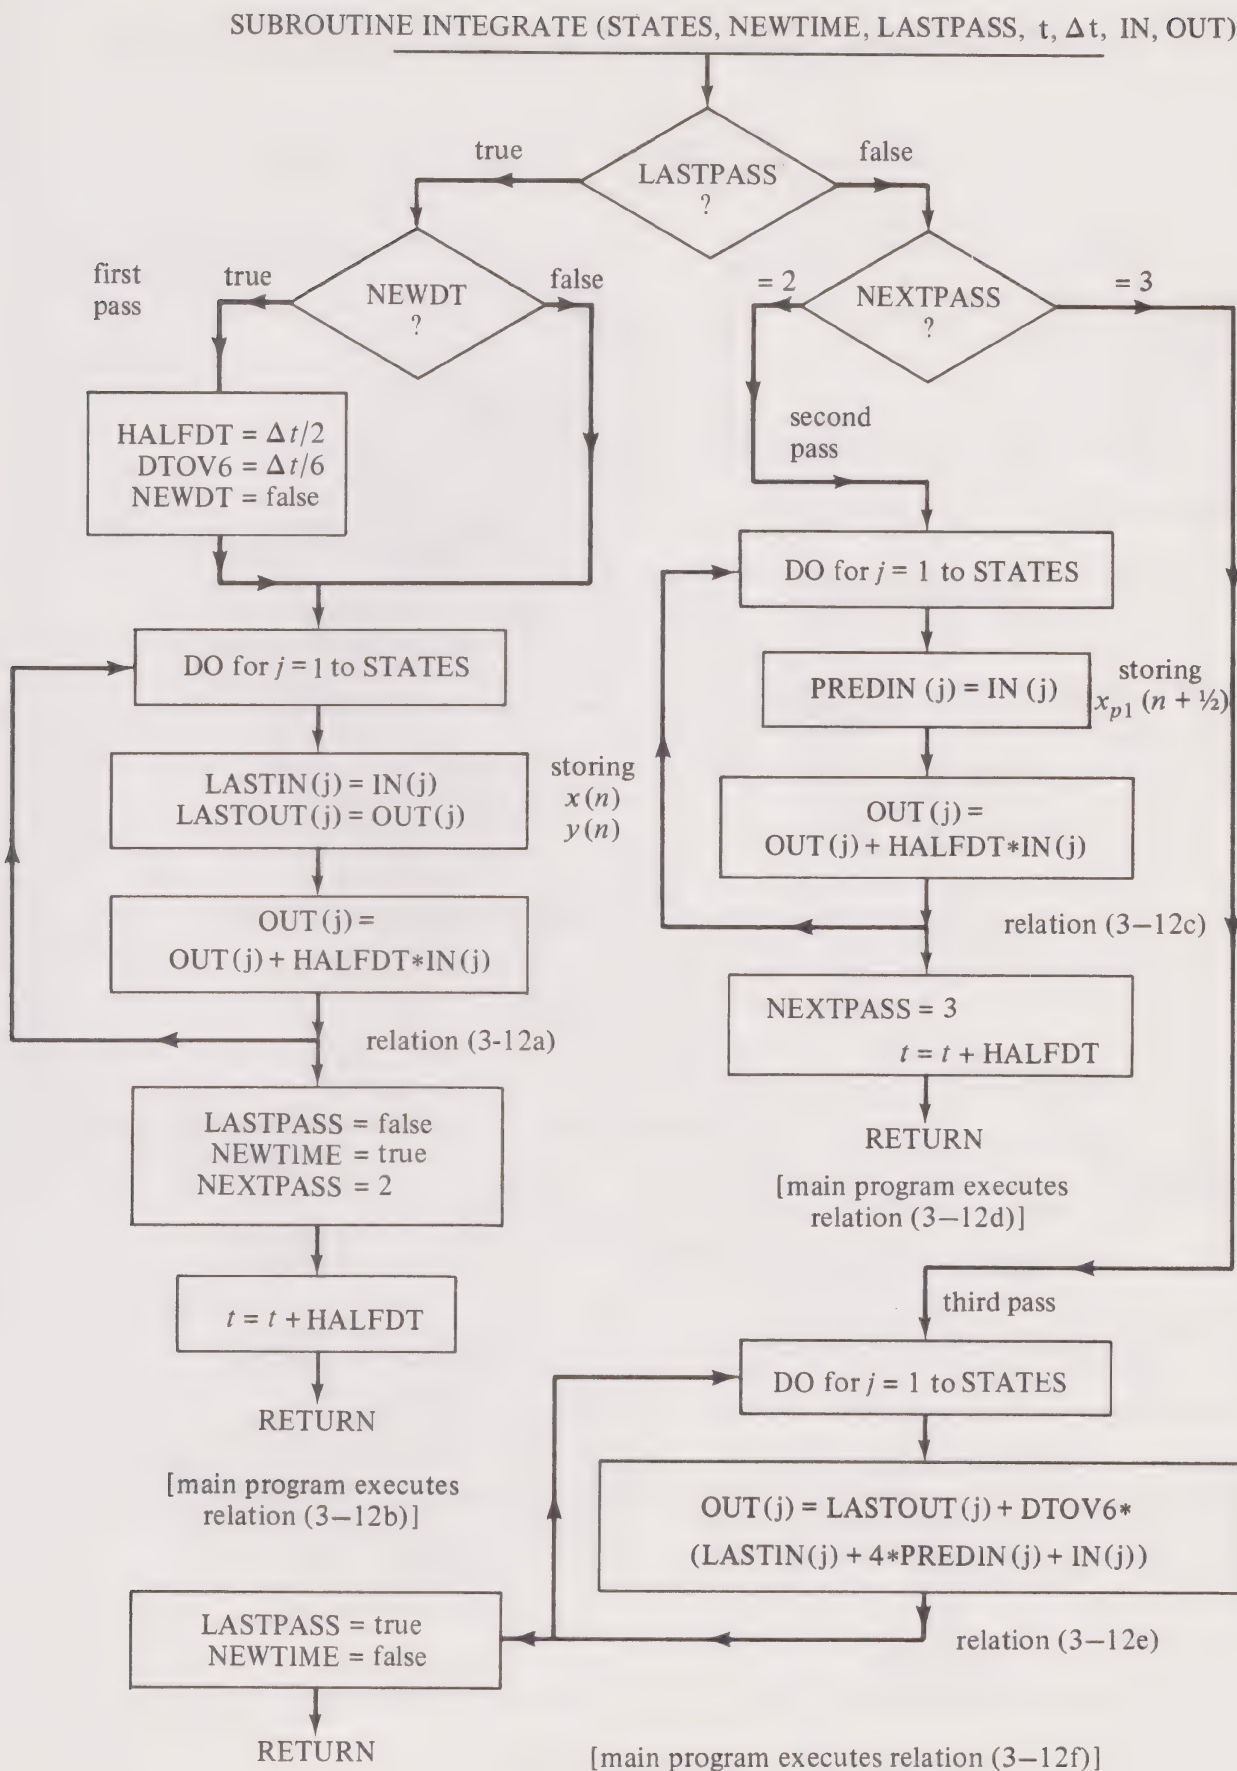 SUBROUTINE INTEGRATE (STATES, NEWTIME, LASTPASS, t, Δt, IN, OUT)
true
false
LASTPASS
?
first
pass
true
NEWDT
?
false
= 2
NEXTPASS
?
= 3
HALFDT = Δt/2
DTOV6 = Δt/6
NEWDT = false
second
pass
DO for j = 1 to STATES
DO for j = 1 to STATES
PREDIN (j) = IN (j)
storing
x_{p1} (n + ½)
LASTIN(j) = IN(j)
LASTOUT(j) = OUT(j)
storing
x(n)
y(n)
OUT(j) =
OUT(j) + HALFDT*IN(j)
OUT(j) =
OUT(j) + HALFDT*IN(j)
relation (3–12c)
relation (3-12a)
NEXTPASS = 3
t = t + HALFDT
LASTPASS = false
NEWTIME = true
NEXTPASS = 2
RETURN
[main program executes
relation (3–12d)]
t = t + HALFDT
third pass
RETURN
DO for j = 1 to STATES
[main program executes
relation (3–12b)]
OUT(j) = LASTOUT(j) + DTOV6*
(LASTIN(j) + 4*PREDIN(j) + IN(j))
LASTPASS = true
NEWTIME = false
relation (3–12e)
RETURN
[main program executes relation (3–12f)]